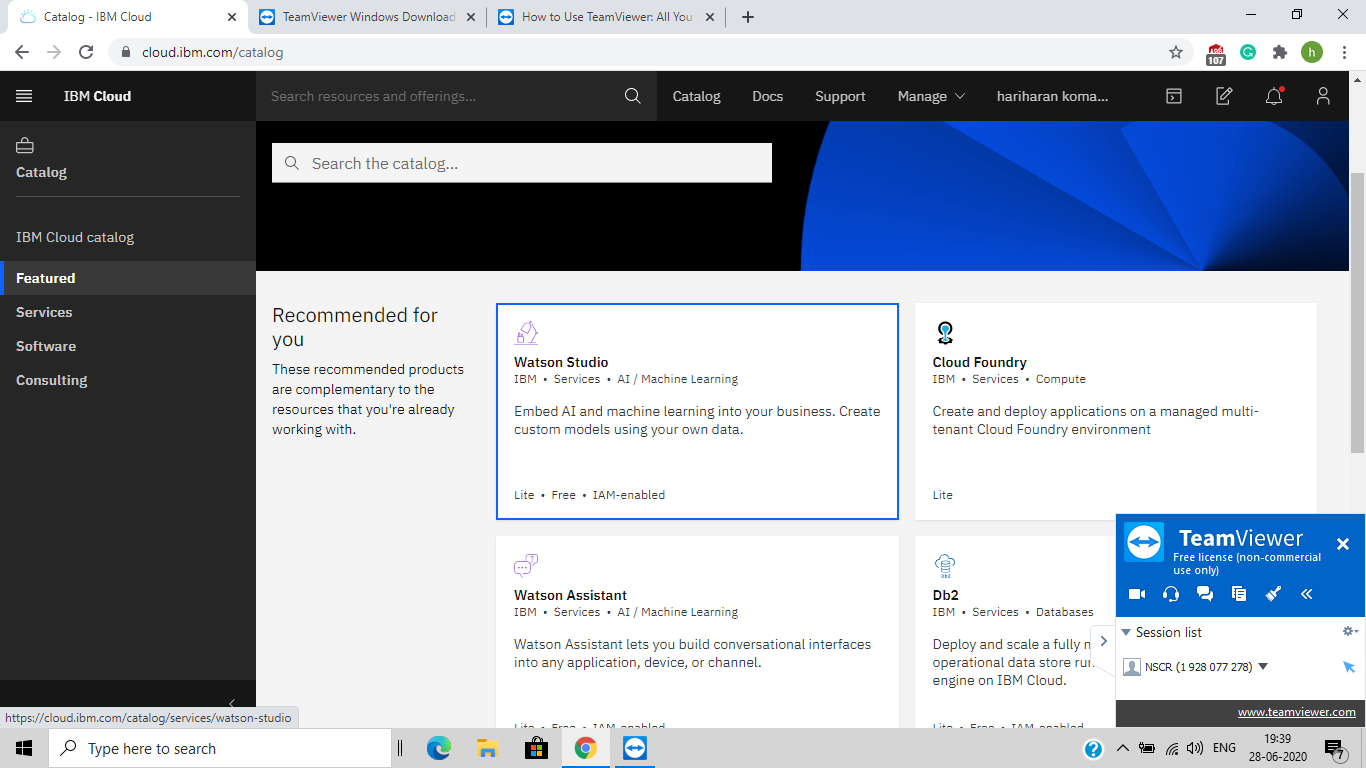 Catalog - IBM Cloud
TeamViewer Windows Download
How to Use TeamViewer: All You
cloud.ibm.com/catalog
107
h
IBM Cloud
Search resources and offerings...
Catalog
Docs
Support
Manage
hariharan koma...
Catalog
IBM Cloud catalog
Featured
Services
Software
Consulting
Search the catalog...
Recommended for
you
These recommended products
are complementary to the
resources that you're already
working with.
Watson Studio
IBM • Services • AI / Machine Learning
Embed AI and machine learning into your business. Create
custom models using your own data.
Lite • Free • IAM-enabled
Cloud Foundry
IBM • Services • Compute
Create and deploy applications on a managed multi-
tenant Cloud Foundry environment
Lite
Watson Assistant
IBM • Services • AI / Machine Learning
Watson Assistant lets you build conversational interfaces
into any application, device, or channel.
Lite • Free • IAM-enabled
Db2
IBM • Services • Databases
Deploy and scale a fully
operational data store
engine on IBM Cloud.
Lite • Free • IAM-enabled
TeamViewer
Free license (non-commercial
use only)
Session list
NSCR (1 928 077 278)
www.teamviewer.com
https://cloud.ibm.com/catalog/services/watson-studio
Type here to search
ENG
19:39
28-06-2020
7